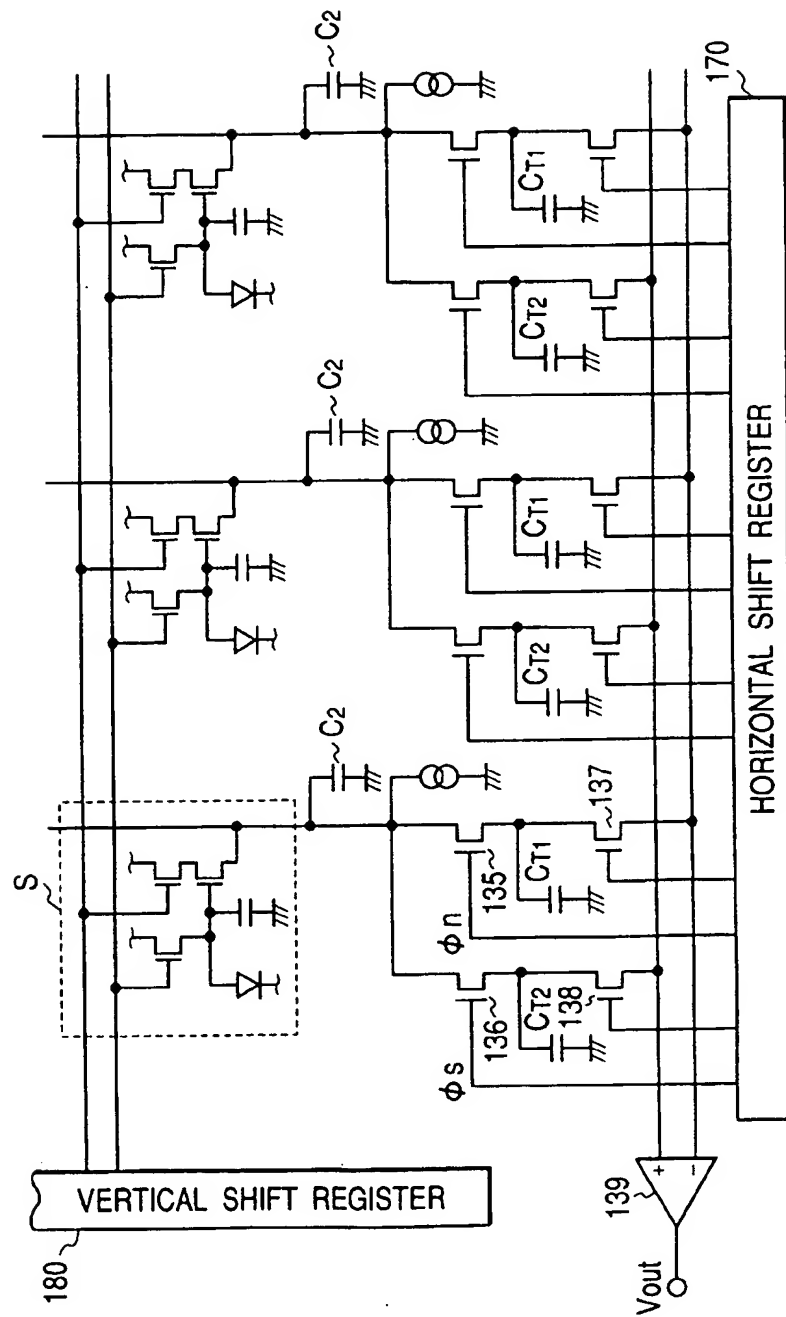 S
180
VERTICAL SHIFT REGISTER
C2
C2
C2
ϕs
ϕn
136
135
CT2
CT1
CT2
CT1
CT2
CT1
138
137
139
+
−
Vout
170
HORIZONTAL SHIFT REGISTER